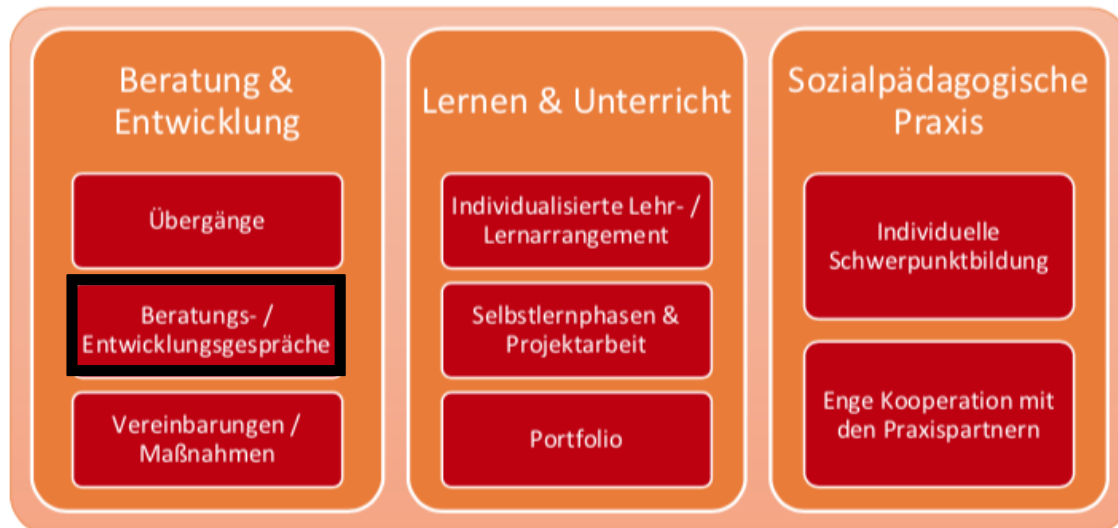 Beratung &
Entwicklung
Übergänge
Beratungs- /
Entwicklungsgespräche
Vereinbarungen /
Maßnahmen
Lernen & Unterricht
Individualisierte Lehr- /
Lernarrangement
Selbstlernphasen &
Projektarbeit
Portfolio
Sozialpädagogische
Praxis
Individuelle
Schwerpunktbildung
Enge Kooperation mit
den Praxispartnern